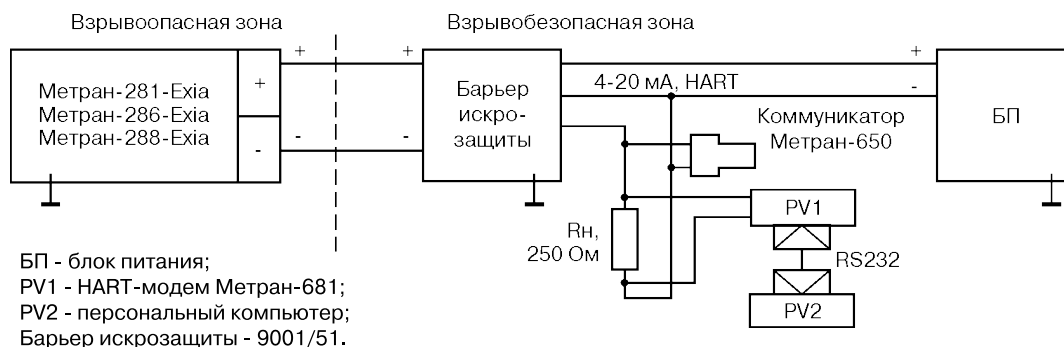 Взрывоопасная зона
Взрывобезопасная зона
+
+
+
Метран-281-Exia
Метран-286-Exia
Метран-288-Exia
+
-
-
-
Барьер
искро-
защиты
4-20 мА, HART
-
Коммуникатор
Метран-650
БП
Rн,
250 Ом
PV1
RS232
PV2
БП - блок питания;
PV1 - HART-модем Метран-681;
PV2 - персональный компьютер;
Барьер искрозащиты - 9001/51.